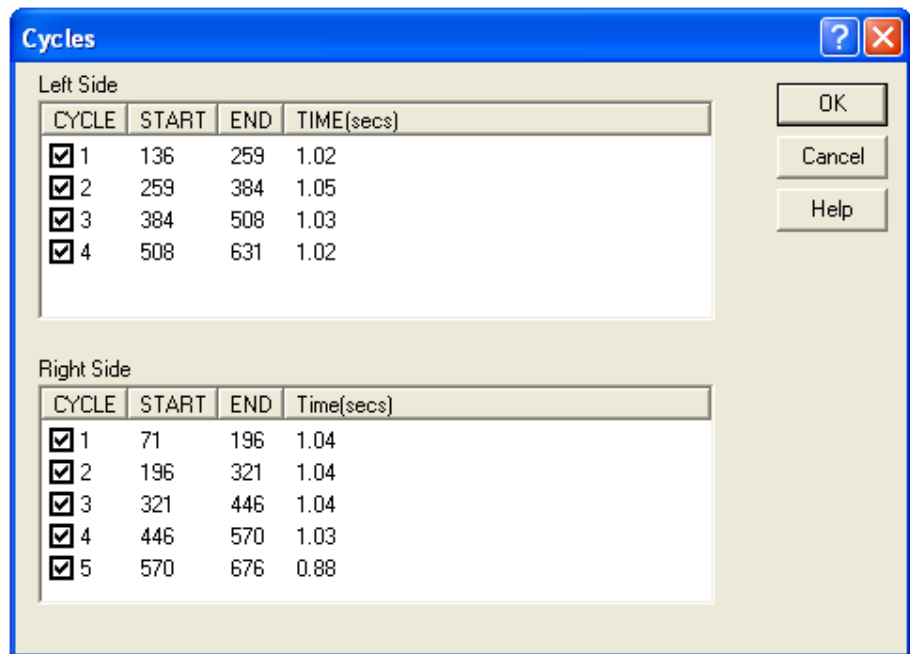 Cycles
Left Side
CYCLE START END TIME(secs)
1 136 259 1.02
2 259 384 1.05
3 384 508 1.03
4 508 631 1.02
OK
Cancel
Help
Right Side
CYCLE START END Time(secs)
1 71 196 1.04
2 196 321 1.04
3 321 446 1.04
4 446 570 1.03
5 570 676 0.88